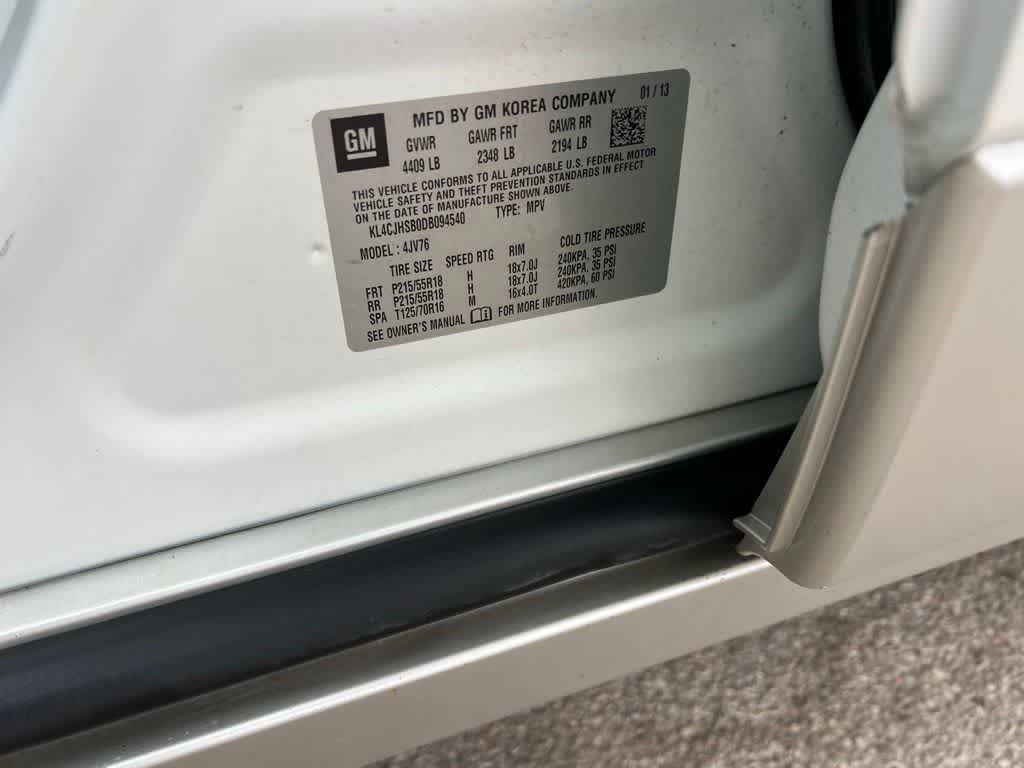 GM
MFD BY GM KOREA COMPANY 01 / 13
GVWR GAWR FRT GAWR RR
4409 LB 2348 LB 2194 LB
THIS VEHICLE CONFORMS TO ALL APPLICABLE U.S. FEDERAL MOTOR
VEHICLE SAFETY AND THEFT PREVENTION STANDARDS IN EFFECT
ON THE DATE OF MANUFACTURE SHOWN ABOVE.
KL4CJHSB0DB094540 TYPE: MPV
MODEL : 4JV76
TIRE SIZE SPEED RTG RIM COLD TIRE PRESSURE
FRT P215/55R18 H 18x7.0J 240KPA, 35 PSI
RR P215/55R18 H 18x7.0J 240KPA, 35 PSI
SPA T125/70R16 M 16x4.0T 420KPA, 60 PSI
SEE OWNER'S MANUAL FOR MORE INFORMATION.